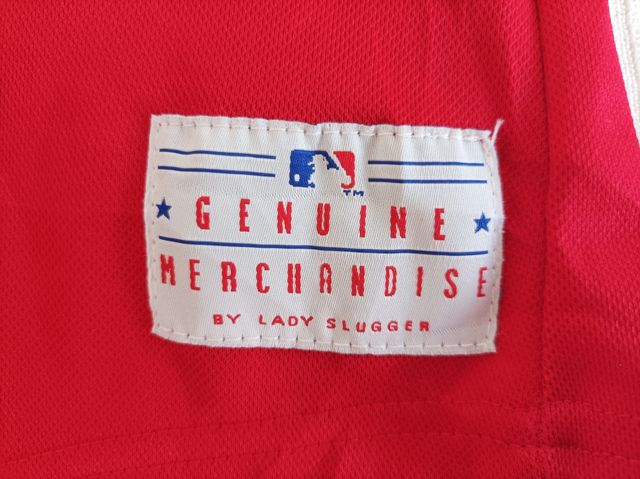 TM
GENUINE
MERCHANDISE
BY LADY SLUGGER